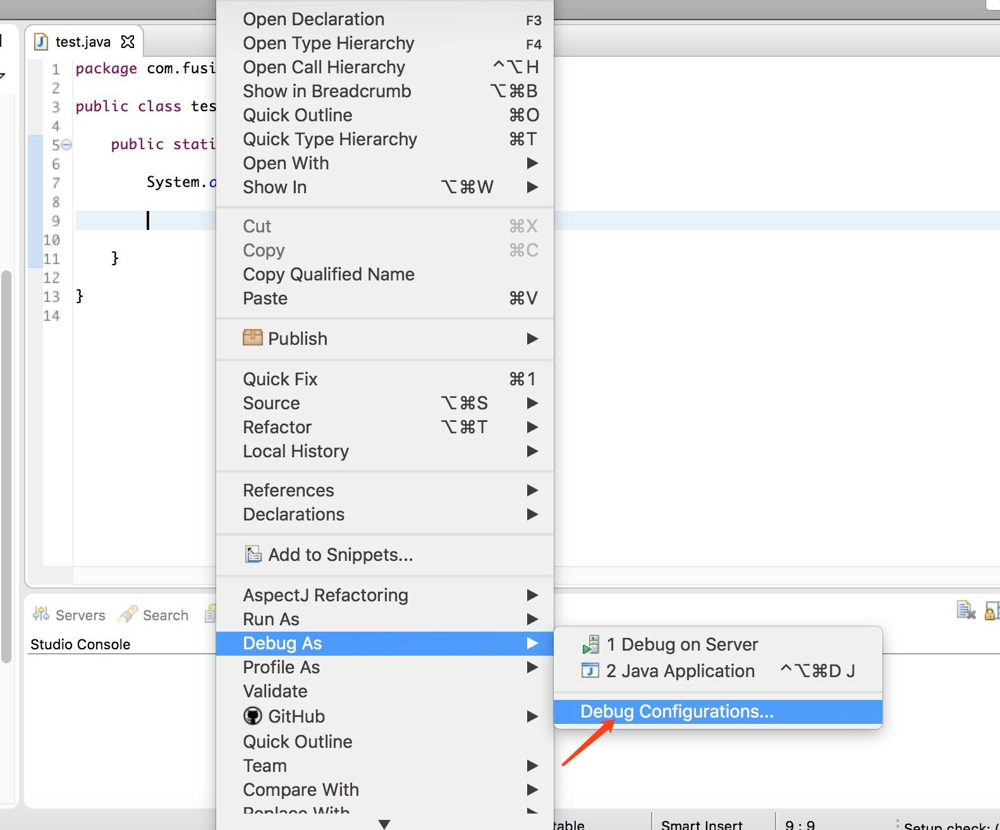 test.java
1 package com.fusi
2
3 public class tes
4
5 public stati
6
7 System.o
8
9
10
11 }
12
13 }
14
Open Declaration F3
Open Type Hierarchy F4
Open Call Hierarchy ^⌥H
Show in Breadcrumb ⌥⌘B
Quick Outline ⌘O
Quick Type Hierarchy ⌘T
Open With ▶
Show In ⌥⌘W ▶
Cut ⌘X
Copy ⌘C
Copy Qualified Name
Paste ⌘V
Publish ▶
Quick Fix ⌘1
Source ⌥⌘S ▶
Refactor ⌥⌘T ▶
Local History ▶
References ▶
Declarations ▶
Add to Snippets...
AspectJ Refactoring ▶
Run As ▶
Debug As ▶
Profile As ▶
Validate
GitHub ▶
Quick Outline
Team ▶
Compare With ▶
Replace With ▶
1 Debug on Server
2 Java Application ^⌥⌘D J
Debug Configurations...
Servers Search
Studio Console
table Smart Insert 9 : 9 Setup check: (